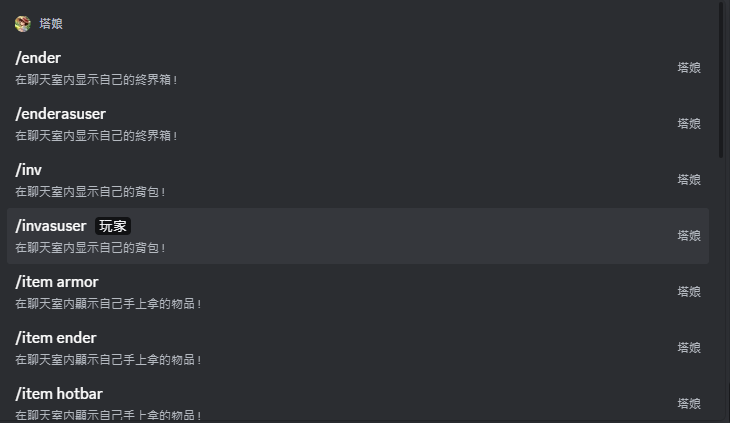 塔娘
/ender
在聊天室內显示自己的終界箱！
塔娘
/enderasuser
在聊天室內显示自己的終界箱！
塔娘
/inv
在聊天室內显示自己的背包！
塔娘
/invasuser 玩家
在聊天室內显示自己的背包！
塔娘
/item armor
在聊天室內顯示自己手上拿的物品！
塔娘
/item ender
在聊天室內顯示自己手上拿的物品！
塔娘
/item hotbar
在聊天室內顯示自己手上拿的物品！
塔娘